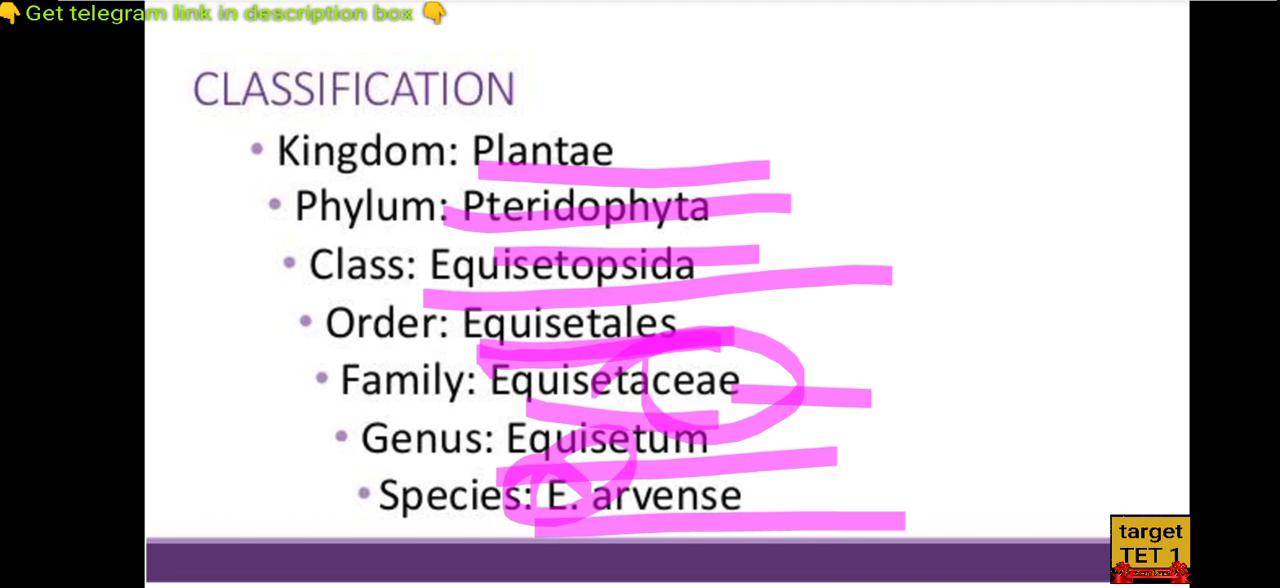 👇 Get telegram link in description box 👇
CLASSIFICATION
• Kingdom: Plantae
• Phylum: Pteridophyta
• Class: Equisetopsida
• Order: Equisetales
• Family: Equisetaceae
• Genus: Equisetum
• Species: E. arvense
target
TET 1